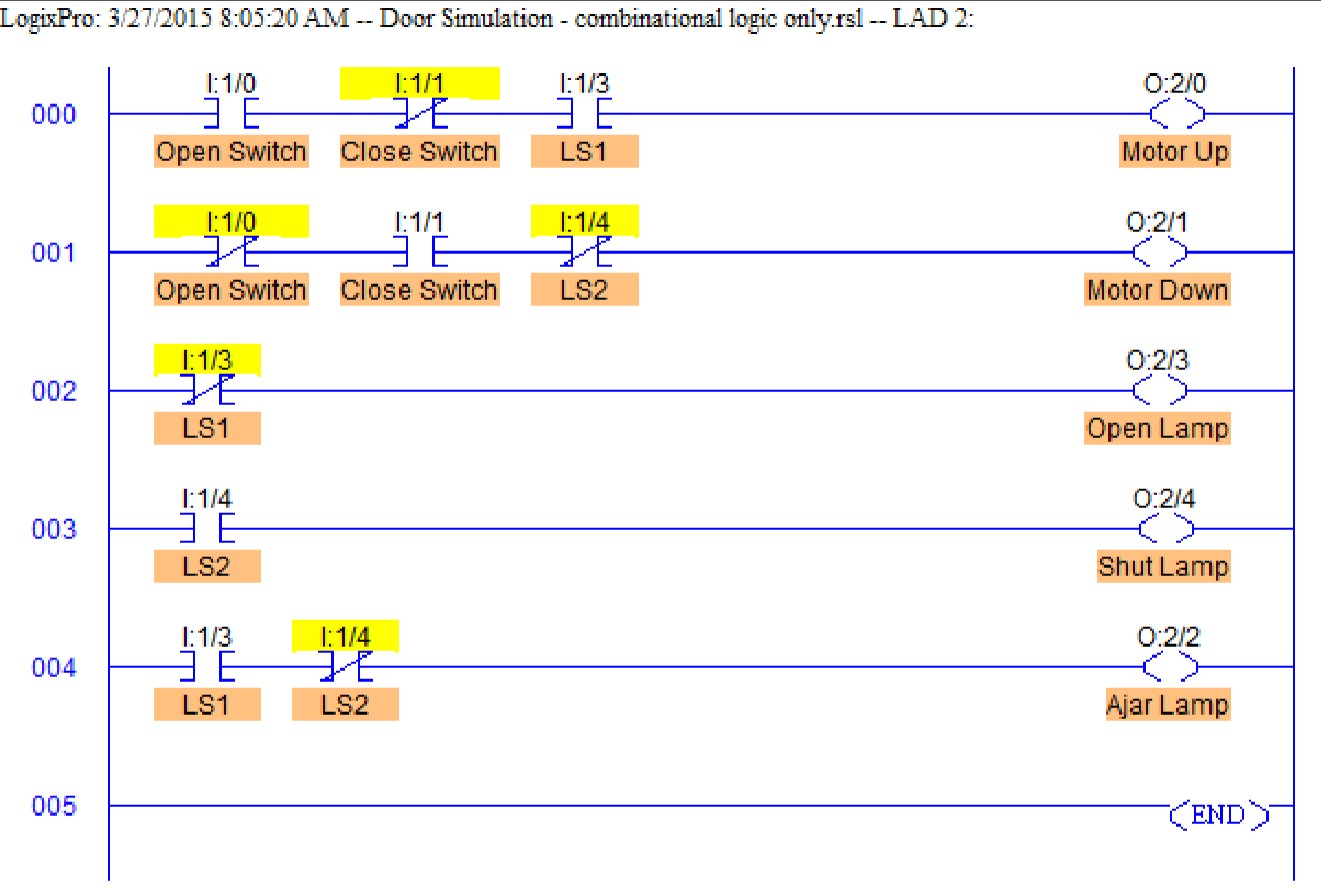 LogixPro: 3/27/2015 8:05:20 AM -- Door Simulation - combinational logic only.rsl -- LAD 2:
I:1/0 I:1/1 I:1/3 O:2/0
000
Open Switch Close Switch LS1 Motor Up
I:1/0 I:1/1 I:1/4 O:2/1
001
Open Switch Close Switch LS2 Motor Down
I:1/3 O:2/3
002
LS1 Open Lamp
I:1/4 O:2/4
003
LS2 Shut Lamp
I:1/3 I:1/4 O:2/2
004
LS1 LS2 Ajar Lamp
005 END